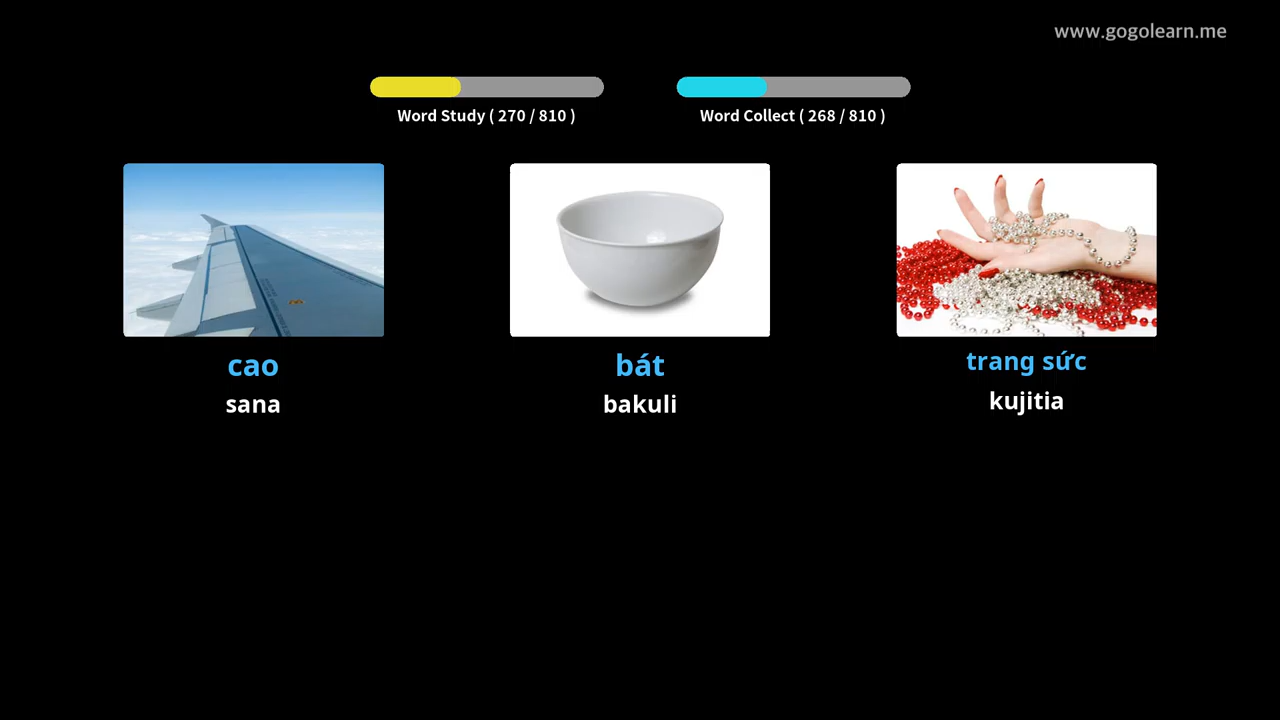 www.gogolearn.me
Word Study ( 270 / 810 )
Word Collect ( 268 / 810 )
cao
bát
trang sức
sana
bakuli
kujitia